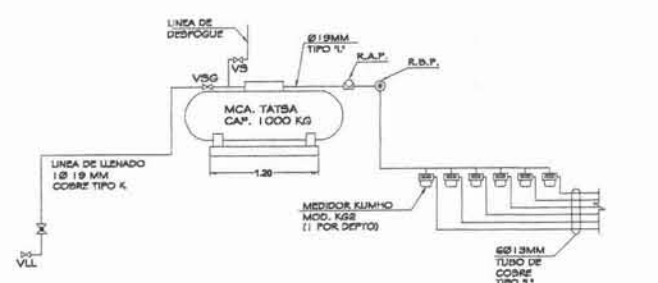 LINEA DE
DESFOGUE
VS
Ø19MM
TIPO "L"
R.A.P.
R.B.P.
VSG
MCA. TATSA
CAP. 1000 KG
LINEA DE LLENADO
1Ø 19 MM
COBRE TIPO K
1.20
MEDIDOR KUMHO
MOD. KG2
(1 POR DEPTO)
VLL
6Ø13MM
TUBO DE
COBRE
TIPO "L"